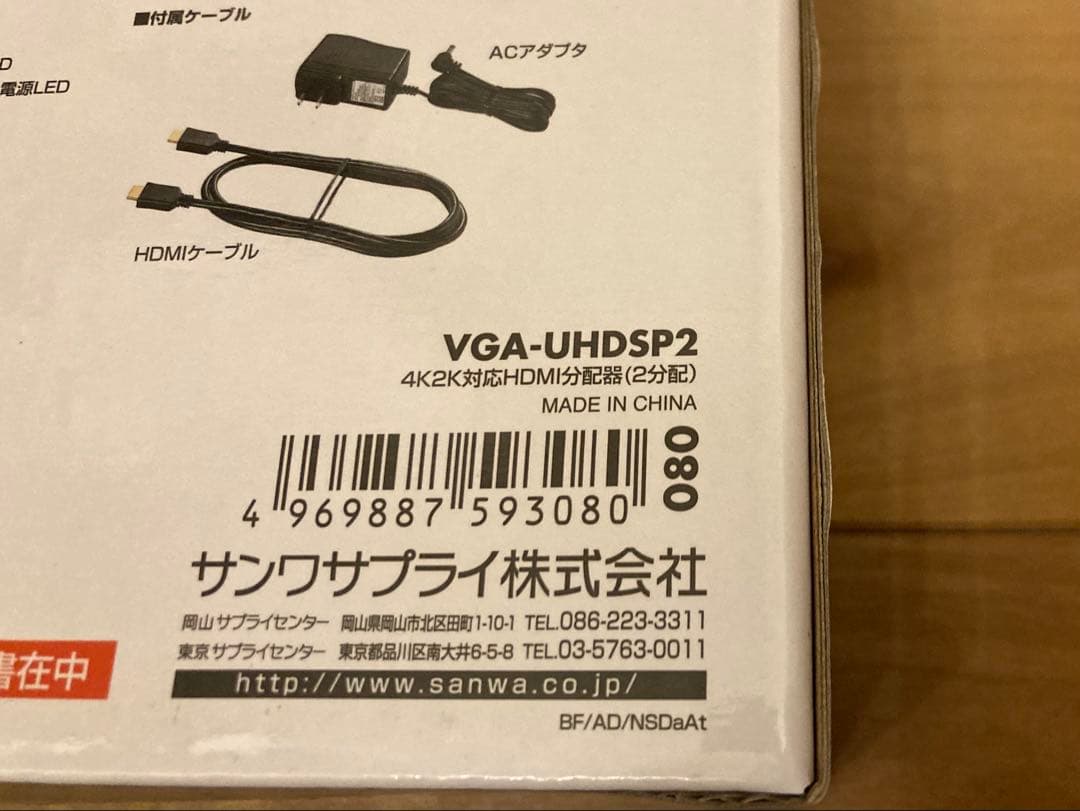 ■付属ケーブル
ACアダプタ
D
電源LED
HDMIケーブル
VGA-UHDSP2
4K2K対応HDMI分配器(2分配)
MADE IN CHINA
080
4 969887 593080
サンワサプライ株式会社
岡山 サプライセンター 岡山県岡山市北区田町1-10-1 TEL.086-223-3311
東京 サプライセンター 東京都品川区南大井6-5-8 TEL.03-5763-0011
書在中
http://www.sanwa.co.jp/
BF/AD/NSDaAt